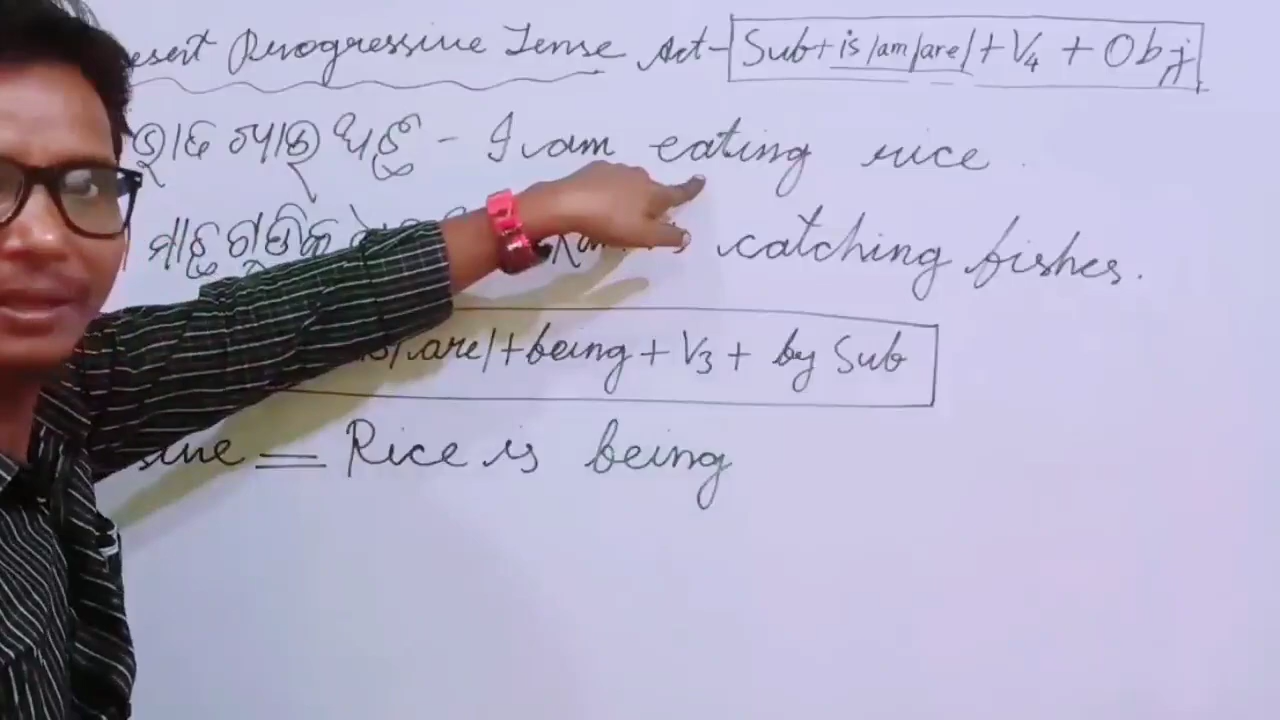 Progressive Tense Act- Sub+is/am/are/+V4 + Obj
ଭାତ ଖାଉ ଅଛି - I am eating rice
ମାଛ ଗୁଡିକ catching fishes.
/are/+being + V3 + by Sub
= Rice is being